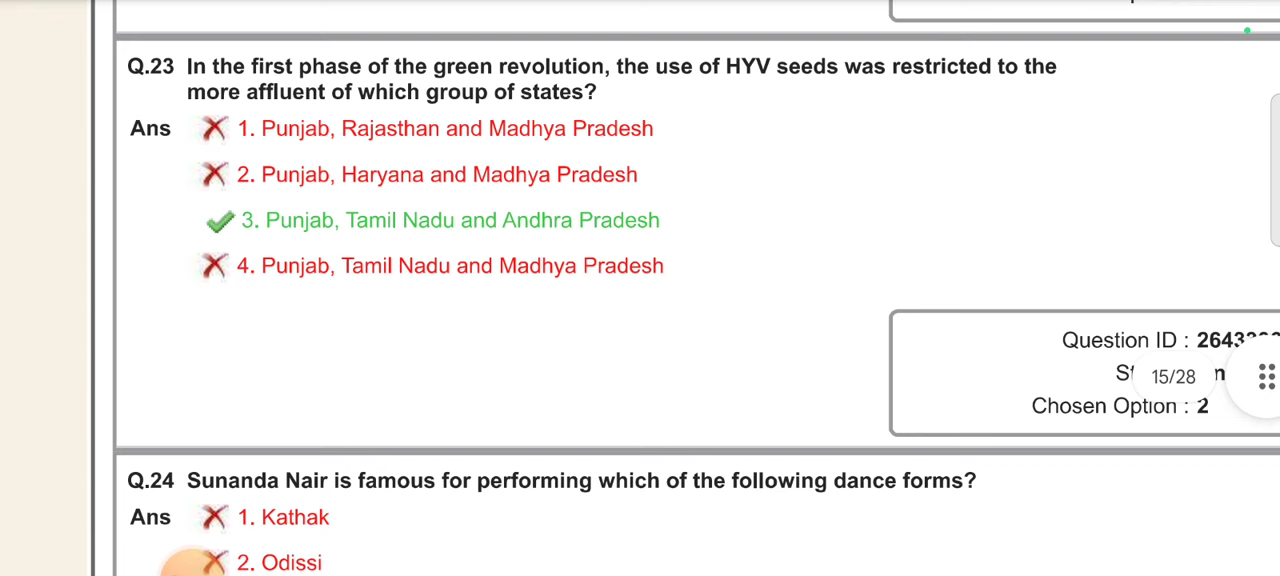 Q.23 In the first phase of the green revolution, the use of HYV seeds was restricted to the
more affluent of which group of states?
Ans 1. Punjab, Rajasthan and Madhya Pradesh
2. Punjab, Haryana and Madhya Pradesh
3. Punjab, Tamil Nadu and Andhra Pradesh
4. Punjab, Tamil Nadu and Madhya Pradesh
Question ID : 2643
15/28
Chosen Option : 2
Q.24 Sunanda Nair is famous for performing which of the following dance forms?
Ans 1. Kathak
2. Odissi